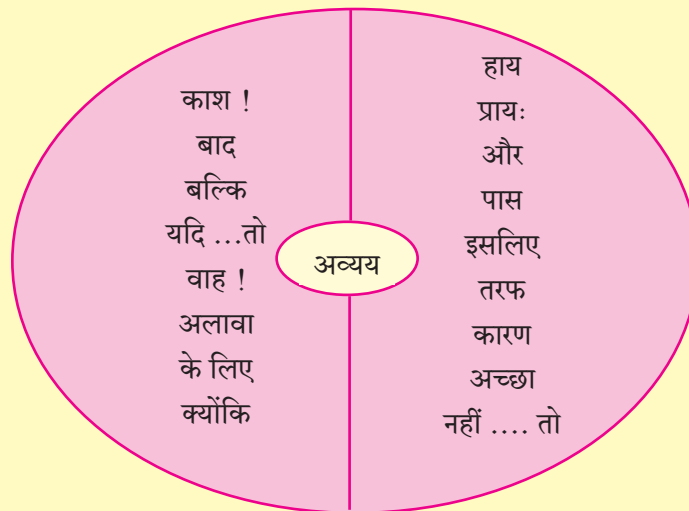 काश !
बाद
बल्कि
यदि ...तो
वाह !
अलावा
के लिए
क्योंकि
अव्यय
हाय
प्रायः
और
पास
इसलिए
तरफ
कारण
अच्छा
नहीं .... तो